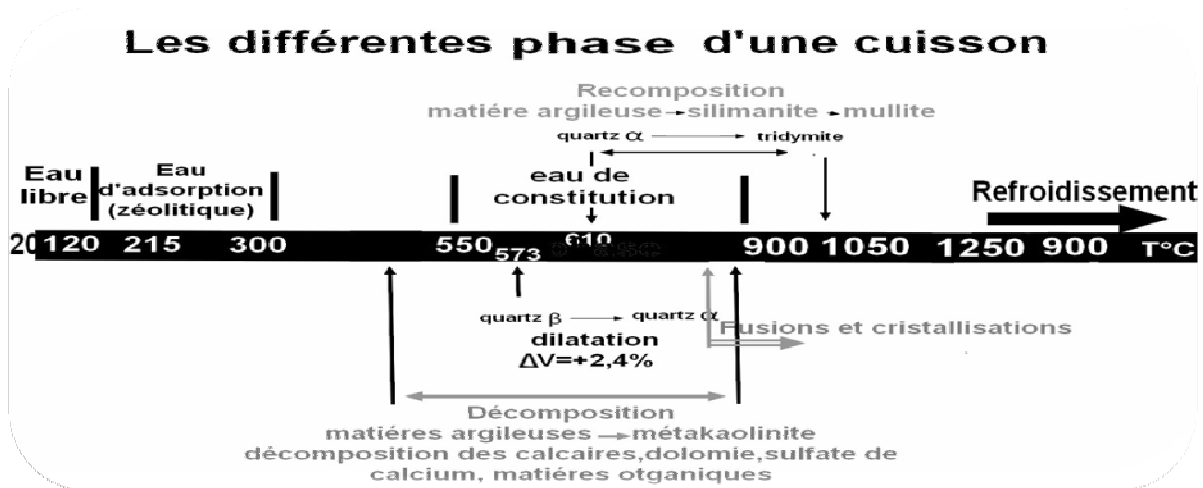 Les différentes phase d'une cuisson
Recomposition
matiére argileuse→silimanite→mullite
quartz α → tridymite
Eau libre
Eau d'adsorption (zéolitique)
eau de constitution
Refroidissement
20 120 215 300 550 573 610 900 1050 1250 900 T°C
quartz β → quartz α
dilatation
ΔV=+2,4%
Fusions et cristallisations
Décomposition
matiéres argileuses →métakaolinite
décomposition des calcaires,dolomie,sulfate de
calcium, matiéres otganiques